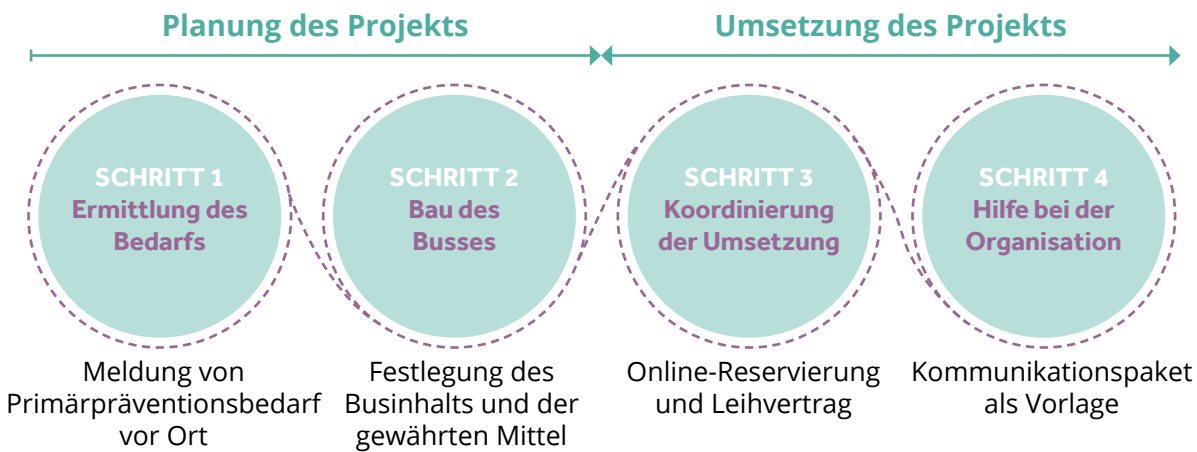 Planung des Projekts
Umsetzung des Projekts
SCHRITT 1
Ermittlung des
Bedarfs
SCHRITT 2
Bau des
Busses
SCHRITT 3
Koordinierung
der Umsetzung
SCHRITT 4
Hilfe bei der
Organisation
Meldung von
Primärpräventionsbedarf
vor Ort
Festlegung des
Businhalts und der
gewährten Mittel
Online-Reservierung
und Leihvertrag
Kommunikationspaket
als Vorlage